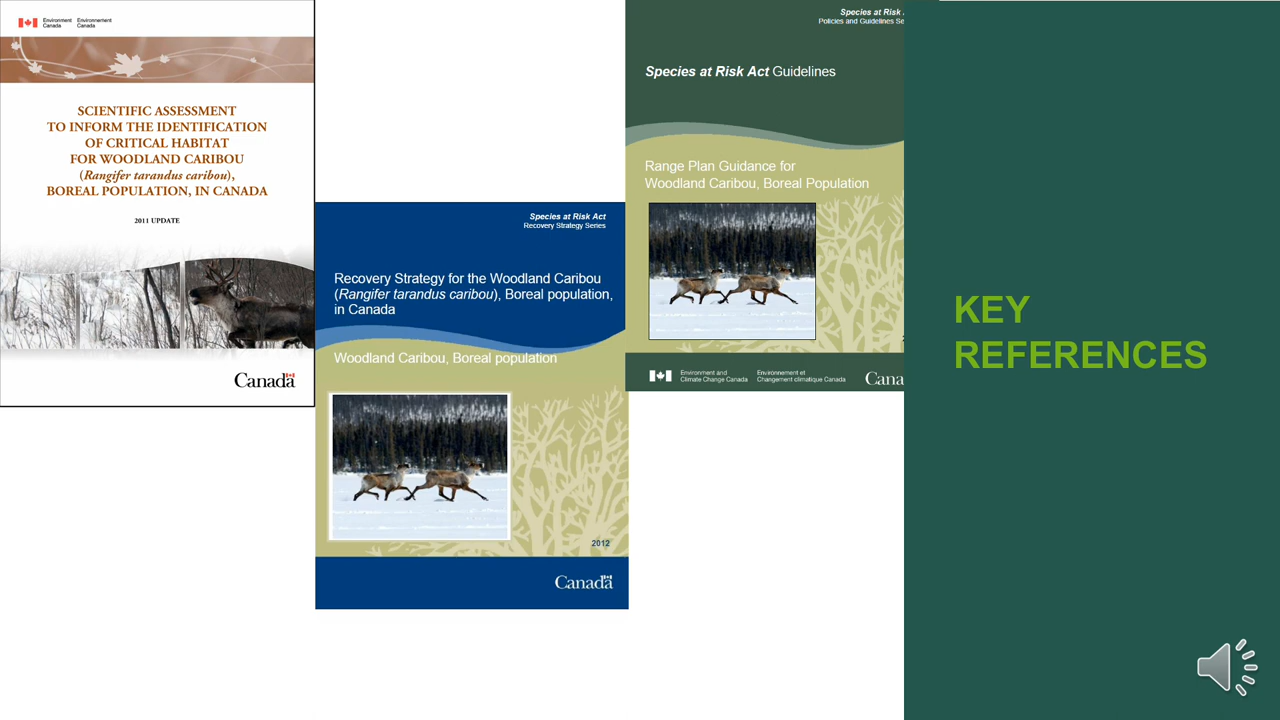 Environment
Canada
Environnement
Canada
SCIENTIFIC ASSESSMENT
TO INFORM THE IDENTIFICATION
OF CRITICAL HABITAT
FOR WOODLAND CARIBOU
(Rangifer tarandus caribou),
BOREAL POPULATION, IN CANADA
2011 UPDATE
Canada
Species at Risk Act
Recovery Strategy Series
Recovery Strategy for the Woodland Caribou
(Rangifer tarandus caribou), Boreal population,
in Canada
Woodland Caribou, Boreal population
2012
Canada
Species at Risk
Policies and Guidelines Se
Species at Risk Act Guidelines
Range Plan Guidance for
Woodland Caribou, Boreal Population
Environment and
Climate Change Canada
Environnement et
Changement climatique Canada
Cana
KEY
REFERENCES